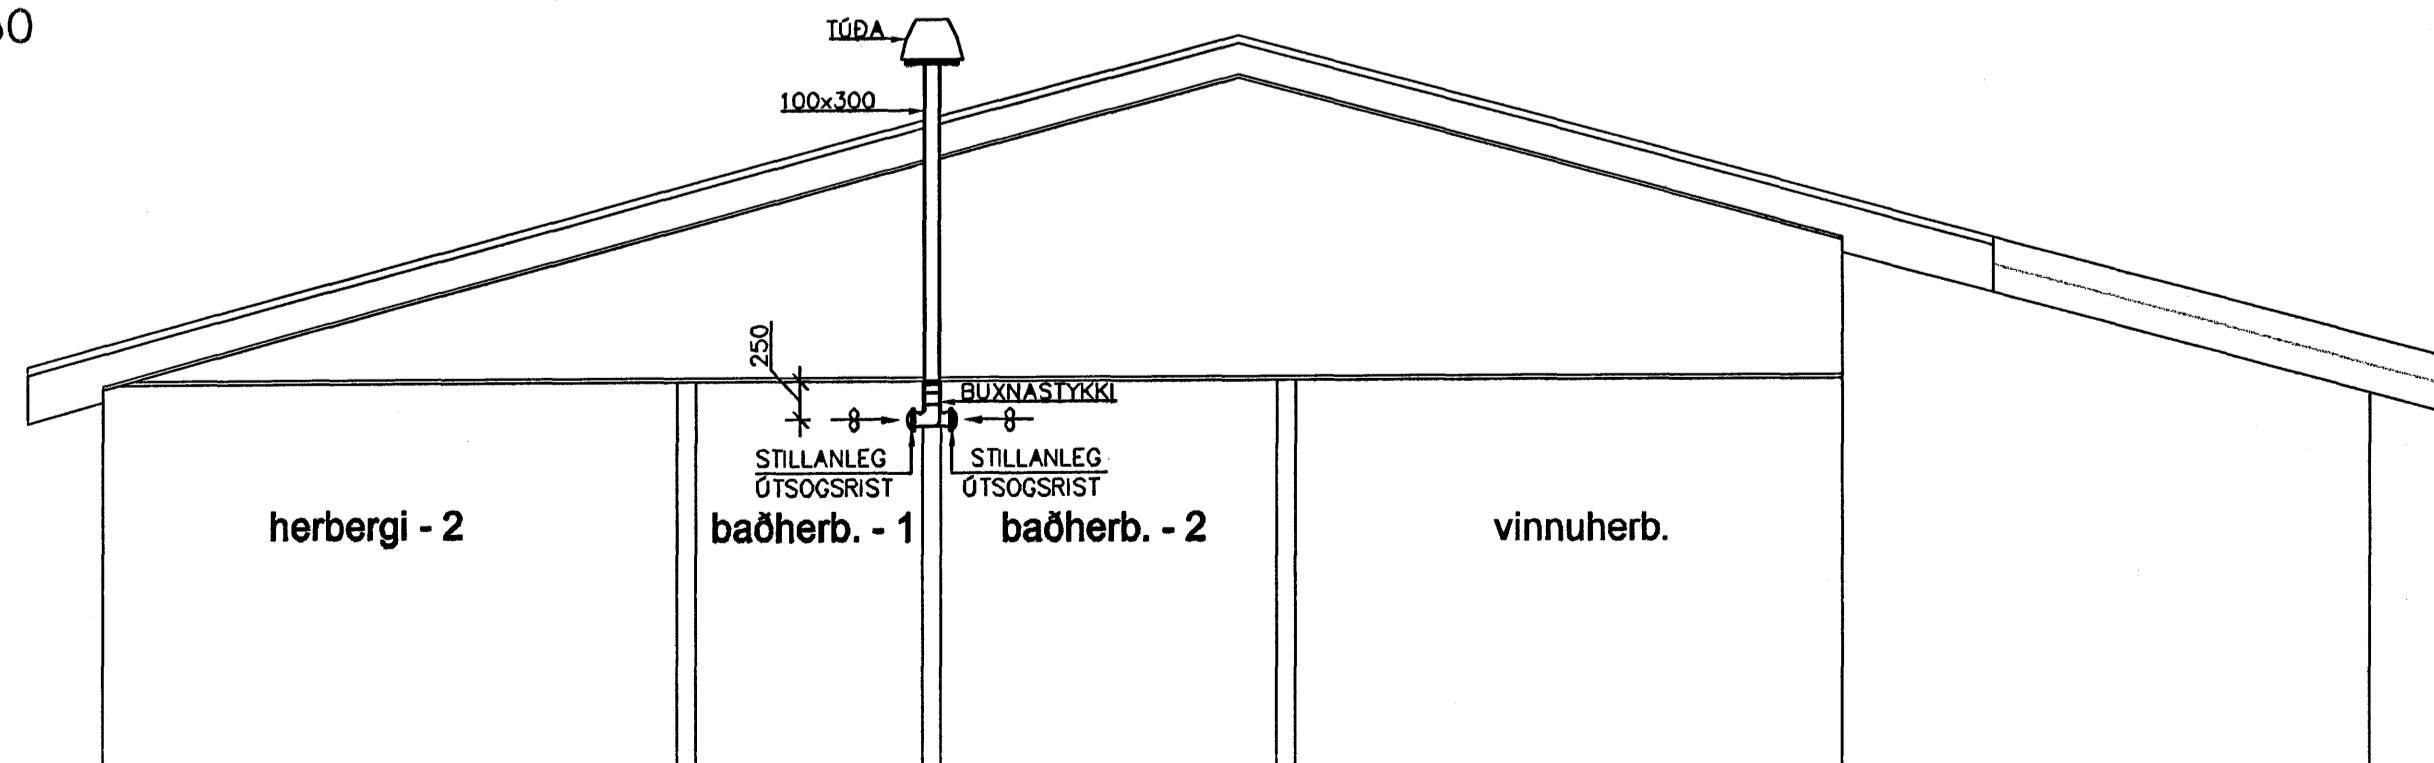 TÚÐA
100x300
250
BUXNASTYKKI
8
8
STILLANLEG
ÚTSOGSRIST
STILLANLEG
ÚTSOGSRIST
herbergi - 2
baðherb. - 1
baðherb. - 2
vinnuherb.